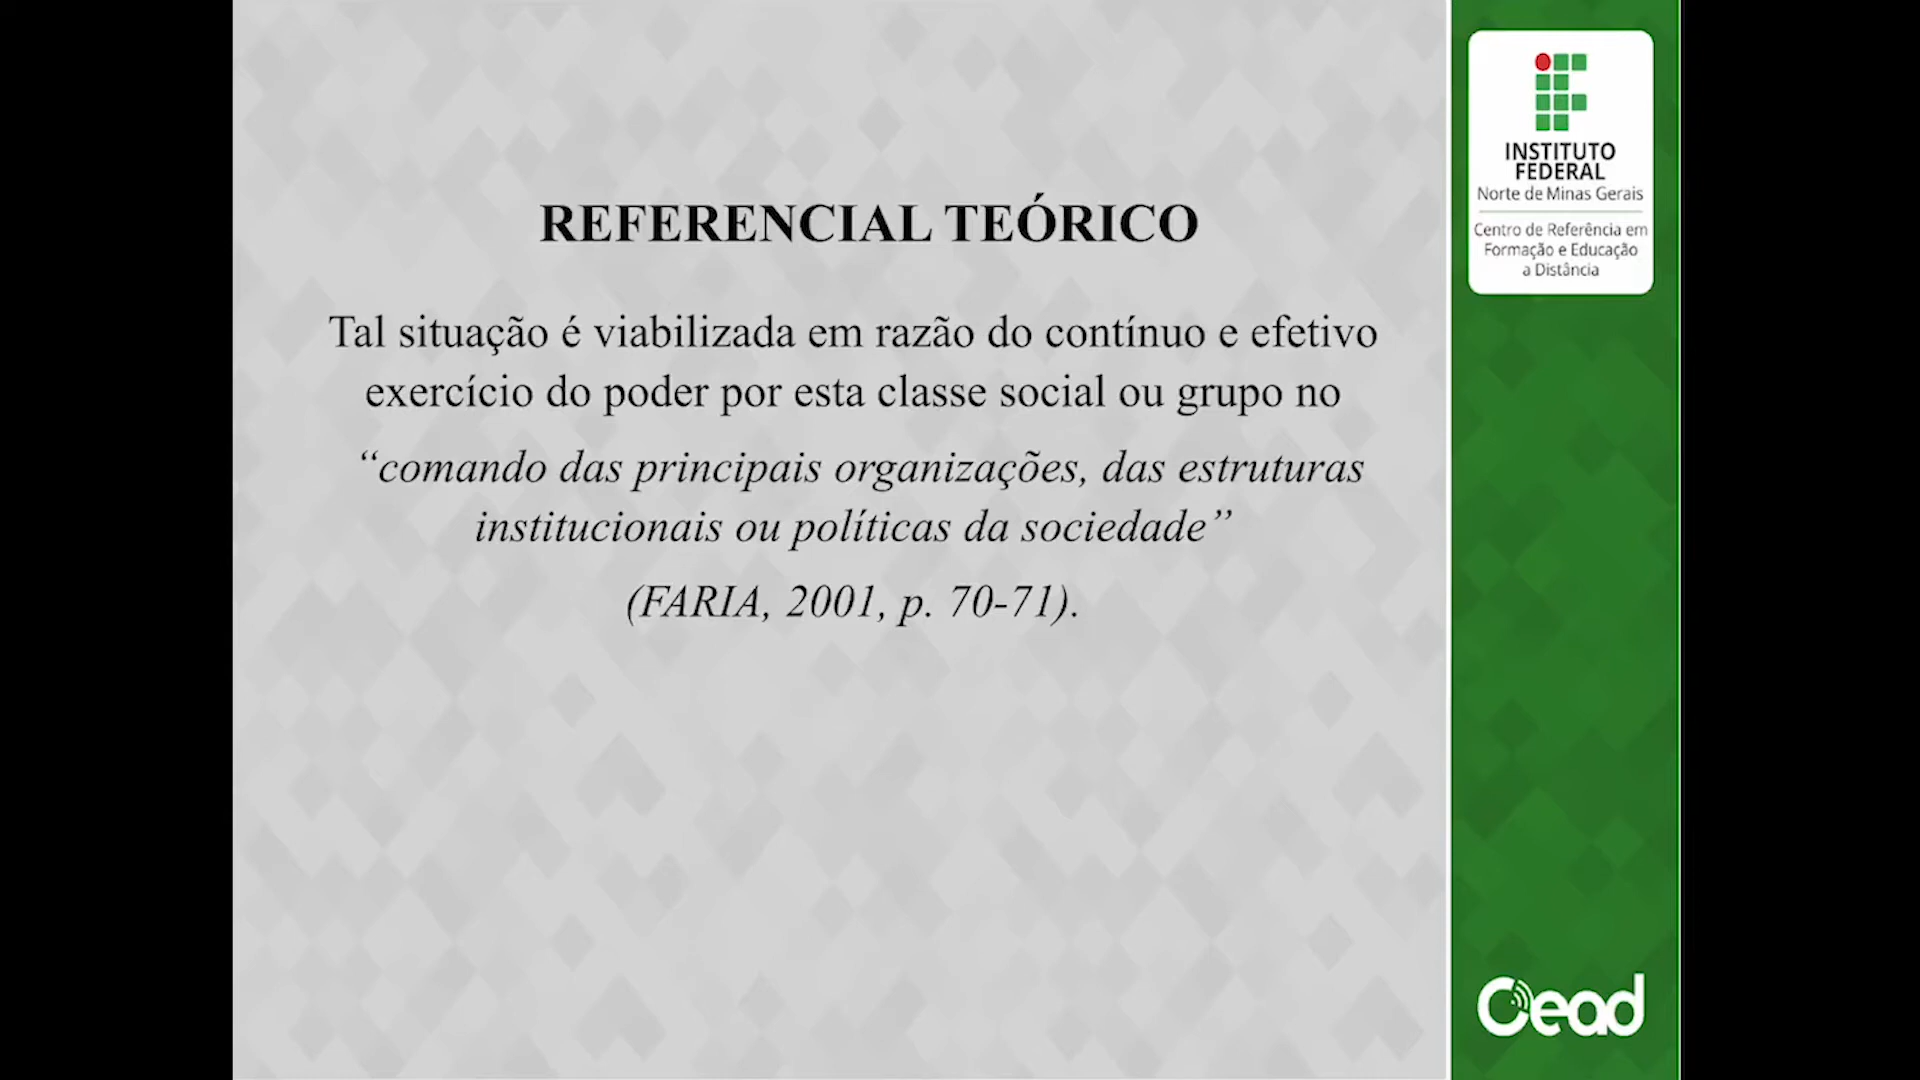 REFERENCIAL TEÓRICO
Tal situação é viabilizada em razão do contínuo e efetivo
exercício do poder por esta classe social ou grupo no
“comando das principais organizações, das estruturas
institucionais ou políticas da sociedade”
(FARIA, 2001, p. 70-71).
INSTITUTO
FEDERAL
Norte de Minas Gerais
Centro de Referência em
Formação e Educação
a Distância
Cead